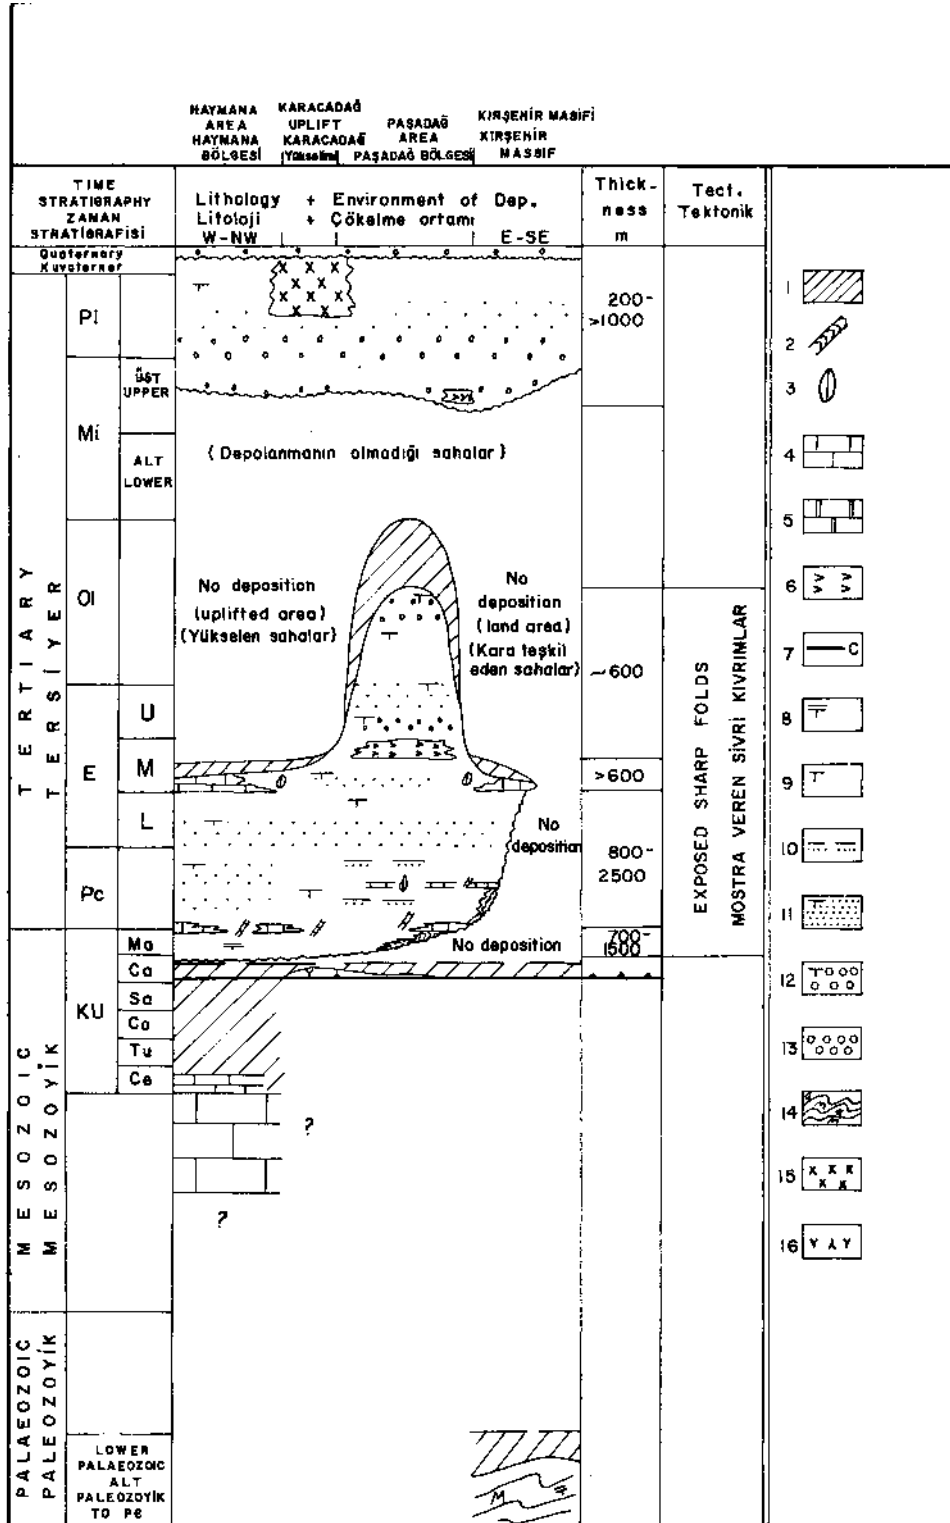 HAYMANA
AREA
HAYMANA
BÖLGESİ
KARACADAĞ
UPLIFT
KARACADAĞ
(Yükselimi)
PAŞADAĞ
AREA
PAŞADAĞ BÖLGESİ
KIRŞEHİR MASİFİ
KIRŞEHİR
MASSIF
TIME
STRATIGRAPHY
ZAMAN
STRATİGRAFİSİ
Lithology + Environment of Dep.
Litoloji + Çökelme ortamı
W-NW E-SE
Thick-
ness
m
Tect.
Tektonik
Quaternary
Kuvaterner
TERTIARY
TERSİYER
Pl
Mi
ÜST
UPPER
ALT
LOWER
Ol
E
U
M
L
Pc
(Depolanmanın olmadığı sahalar)
No deposition
(uplifted area)
(Yükselen sahalar)
No
deposition
(land area)
(Kara teşkil
eden sahalar)
No
deposition
No deposition
200-
>1000
~600
>600
800-
2500
700-
1500
EXPOSED SHARP FOLDS
MOSTRA VEREN SİVRİ KIVRIMLAR
MESOZOIC
MESOZOYİK
KU
Ma
Ca
Sa
Co
Tu
Ce
?
?
PALAEOZOIC
PALEOZOYİK
LOWER
PALAEOZOIC
ALT
PALEOZOYİK
TO P€
M
1
2
3
4
5
6
7 C
8
9
10
11
12
13
14
15
16